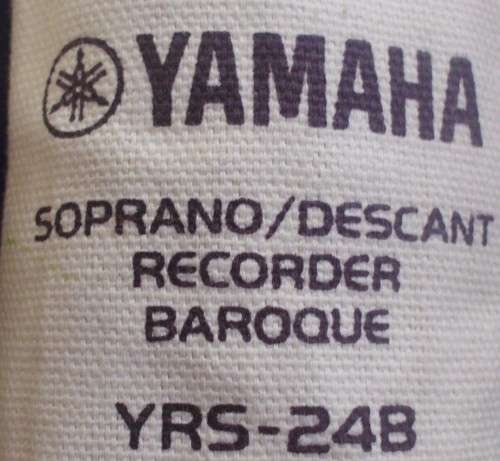 YAMAHA
SOPRANO/DESCANT
RECORDER
BAROQUE
YRS-24B